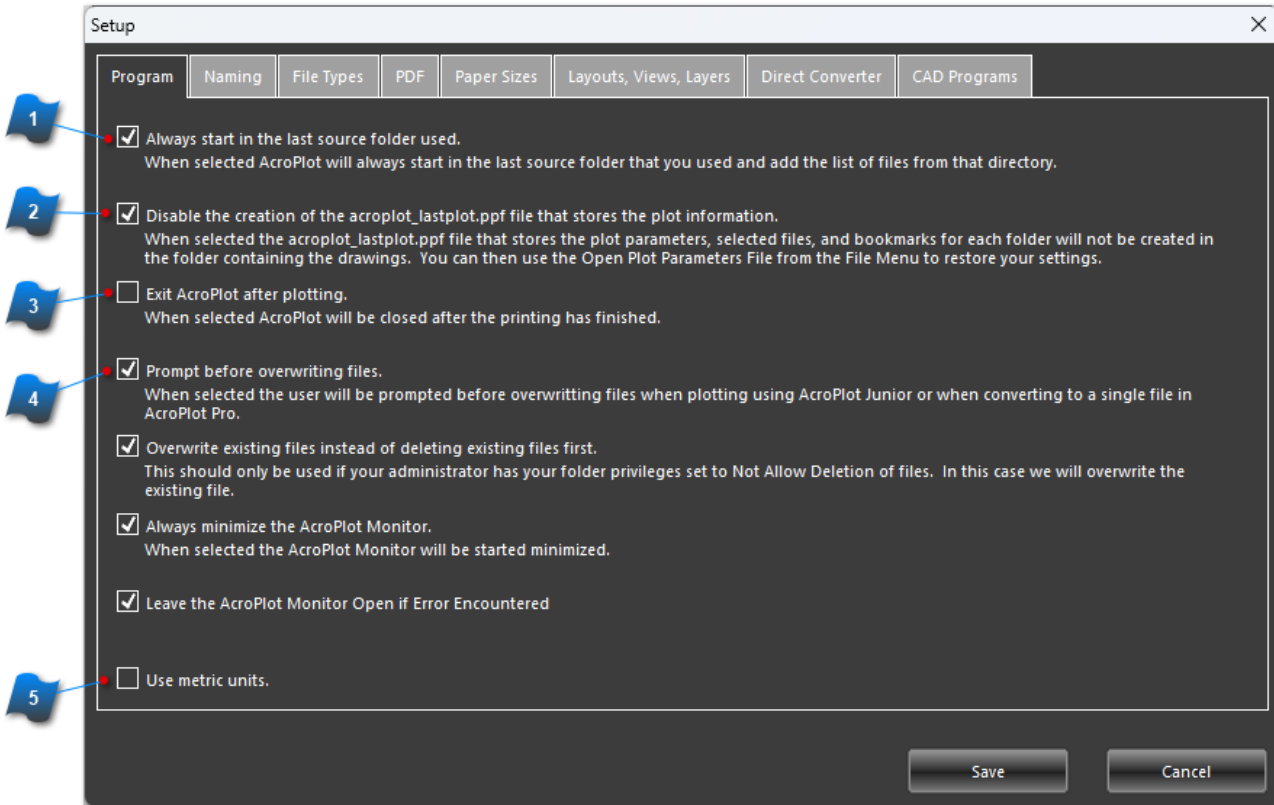 Setup
Program Naming File Types PDF Paper Sizes Layouts, Views, Layers Direct Converter CAD Programs
1
Always start in the last source folder used.
When selected AcroPlot will always start in the last source folder that you used and add the list of files from that directory.
2
Disable the creation of the acroplot_lastplot.ppf file that stores the plot information.
When selected the acroplot_lastplot.ppf file that stores the plot parameters, selected files, and bookmarks for each folder will not be created in
the folder containing the drawings. You can then use the Open Plot Parameters File from the File Menu to restore your settings.
3
Exit AcroPlot after plotting.
When selected AcroPlot will be closed after the printing has finished.
4
Prompt before overwriting files.
When selected the user will be prompted before overwritting files when plotting using AcroPlot Junior or when converting to a single file in
AcroPlot Pro.
Overwrite existing files instead of deleting existing files first.
This should only be used if your administrator has your folder privileges set to Not Allow Deletion of files. In this case we will overwrite the
existing file.
Always minimize the AcroPlot Monitor.
When selected the AcroPlot Monitor will be started minimized.
Leave the AcroPlot Monitor Open if Error Encountered
5
Use metric units.
Save Cancel